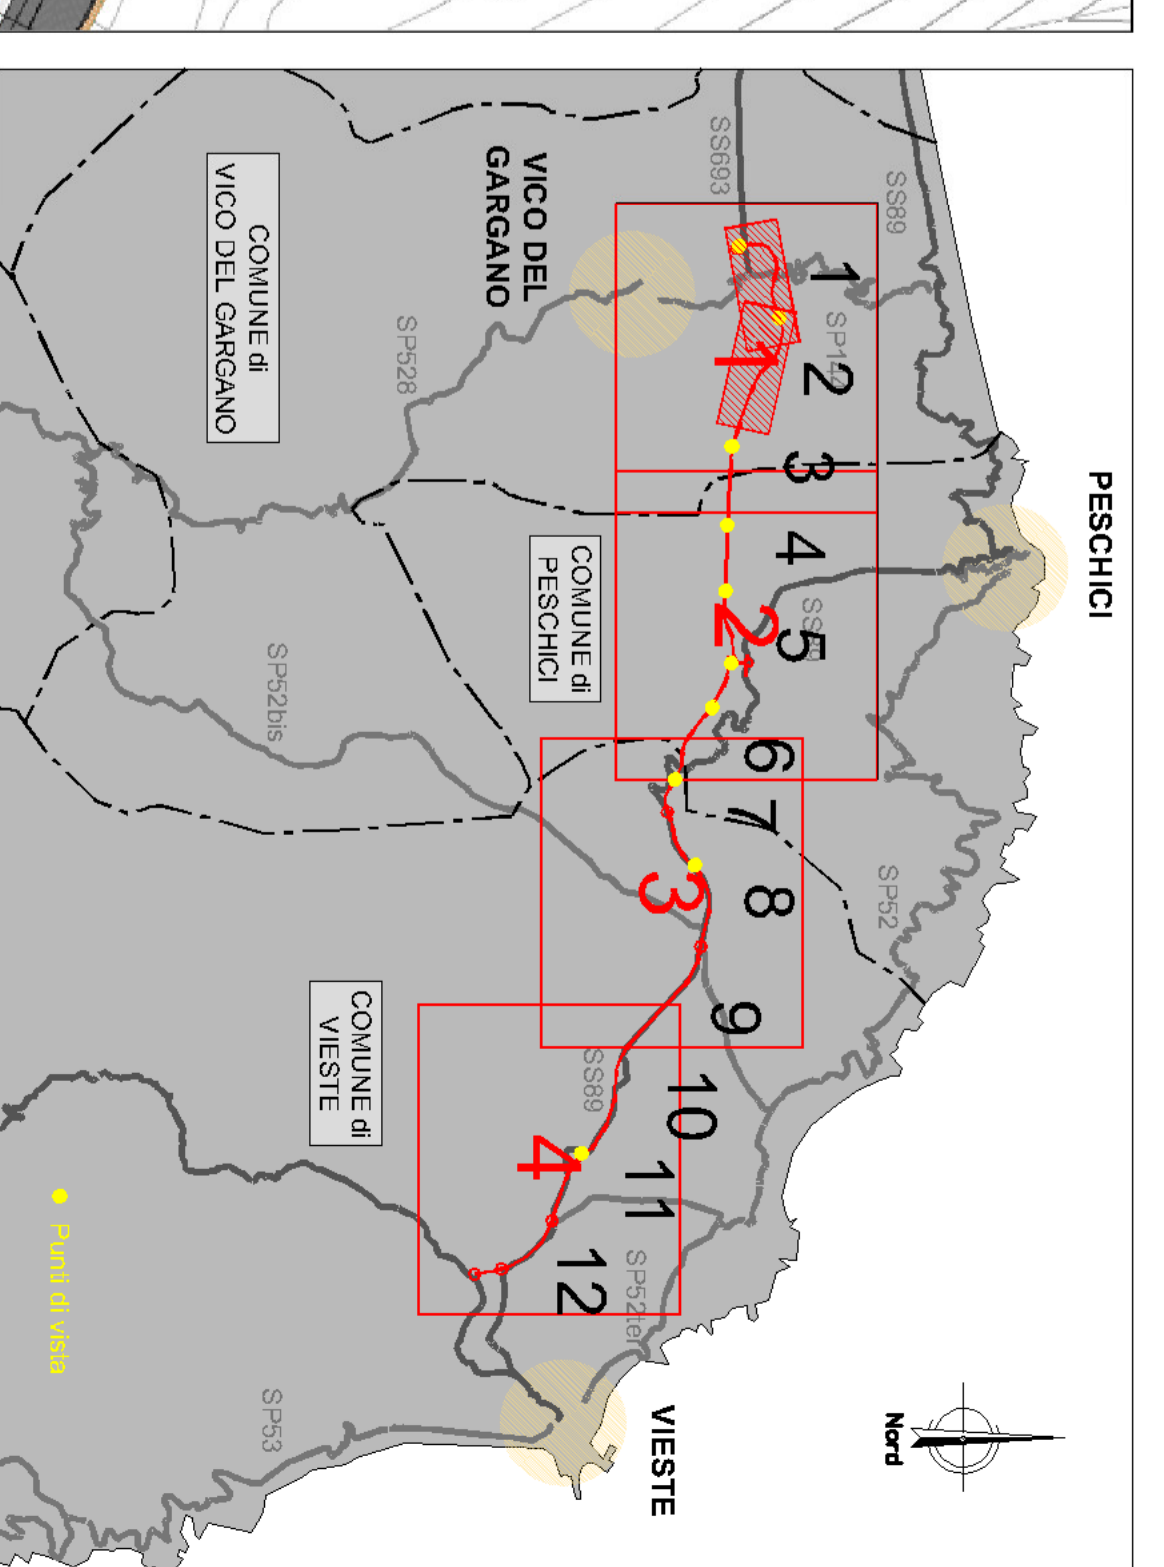 PESCHICI
SS89
SS693
1
SP144
2
1
3
VICO DEL
GARGANO
COMUNE di
VICO DEL GARGANO
SP528
4
SS89
5
2
COMUNE di
PESCHICI
6
7
SP52bis
8
3
SP52
9
10
SS89
COMUNE di
VIESTE
11
4
12
SP52ter
Punti di vista
SP53
VIESTE
Nord